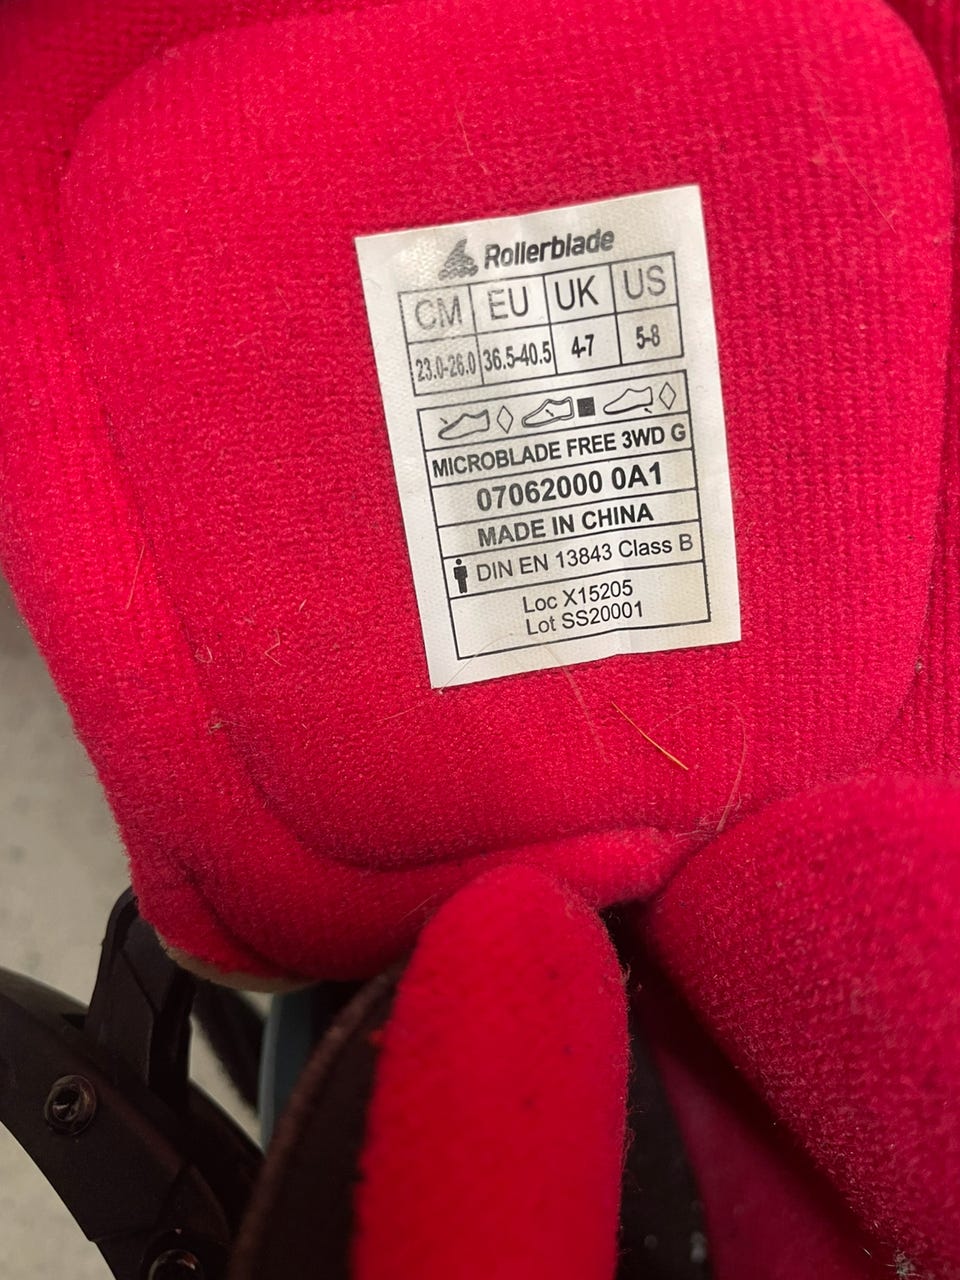 Rollerblade
CM EU UK US
23.0-26.0 36.5-40.5 4-7 5-8
MICROBLADE FREE 3WD G
07062000 0A1
MADE IN CHINA
DIN EN 13843 Class B
Loc X15205
Lot SS20001